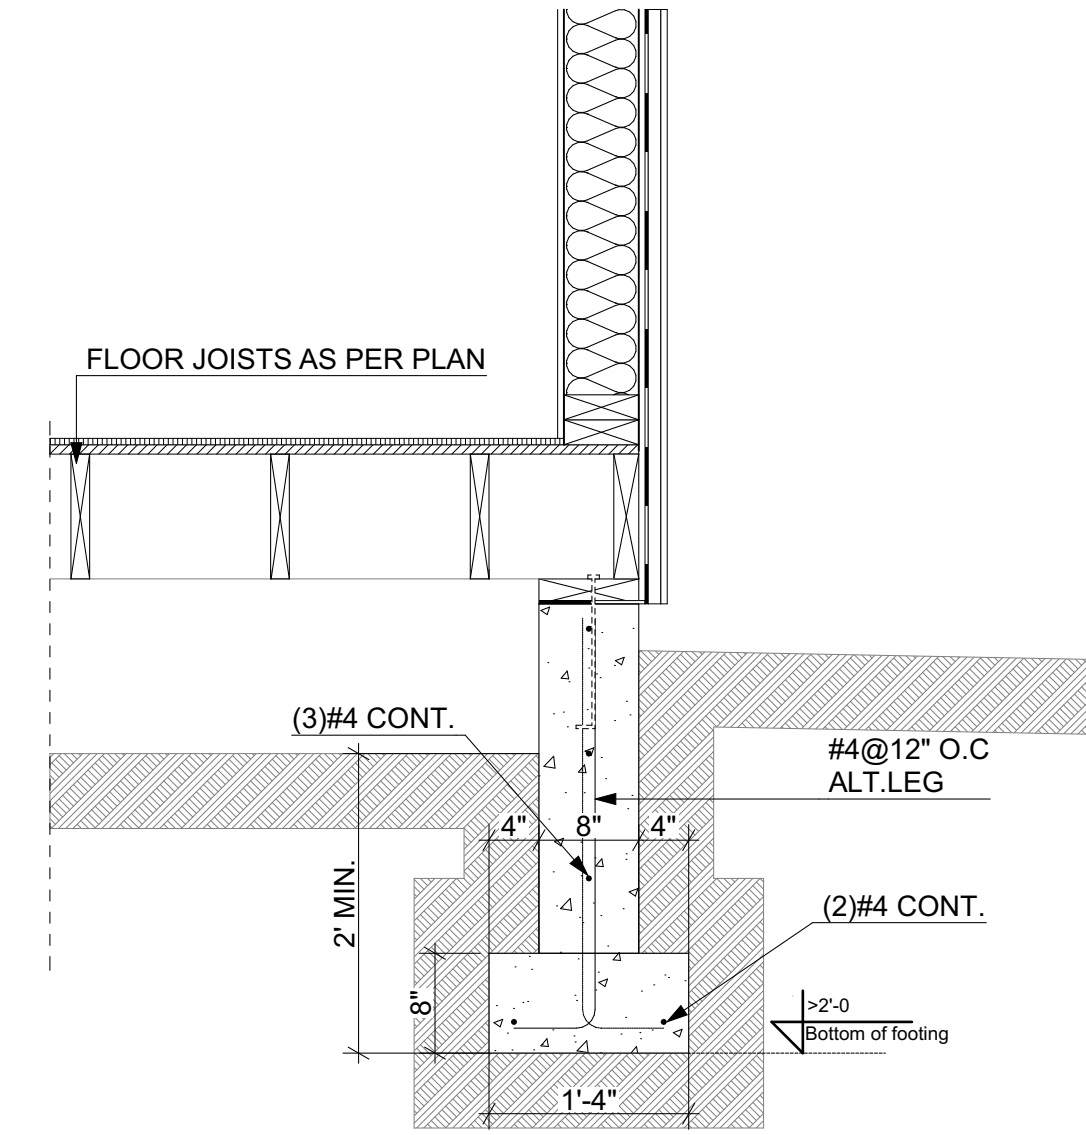 FLOOR JOISTS AS PER PLAN
(3)#4 CONT.
#4@12" O.C
ALT.LEG
4"
8"
4"
2' MIN.
(2)#4 CONT.
8"
>2'-0
Bottom of footing
1'-4"